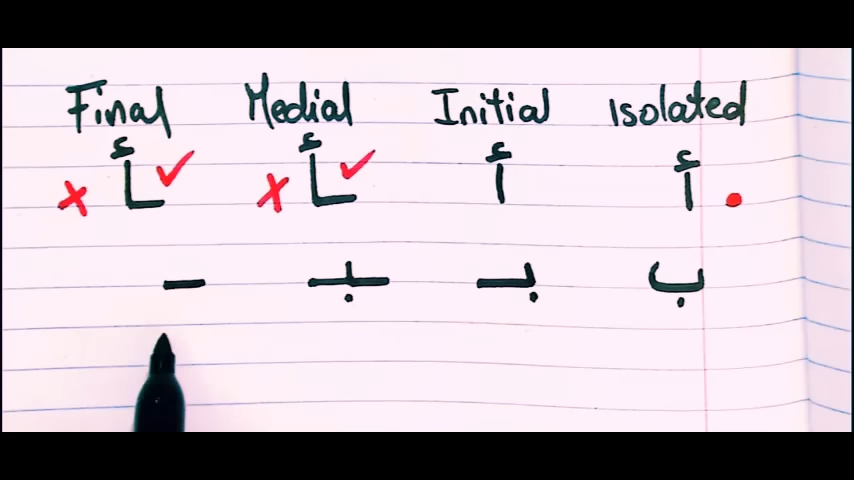 Final Medial Initial Isolated
أ أ ـأ ـأ
ب بـ ـبـ